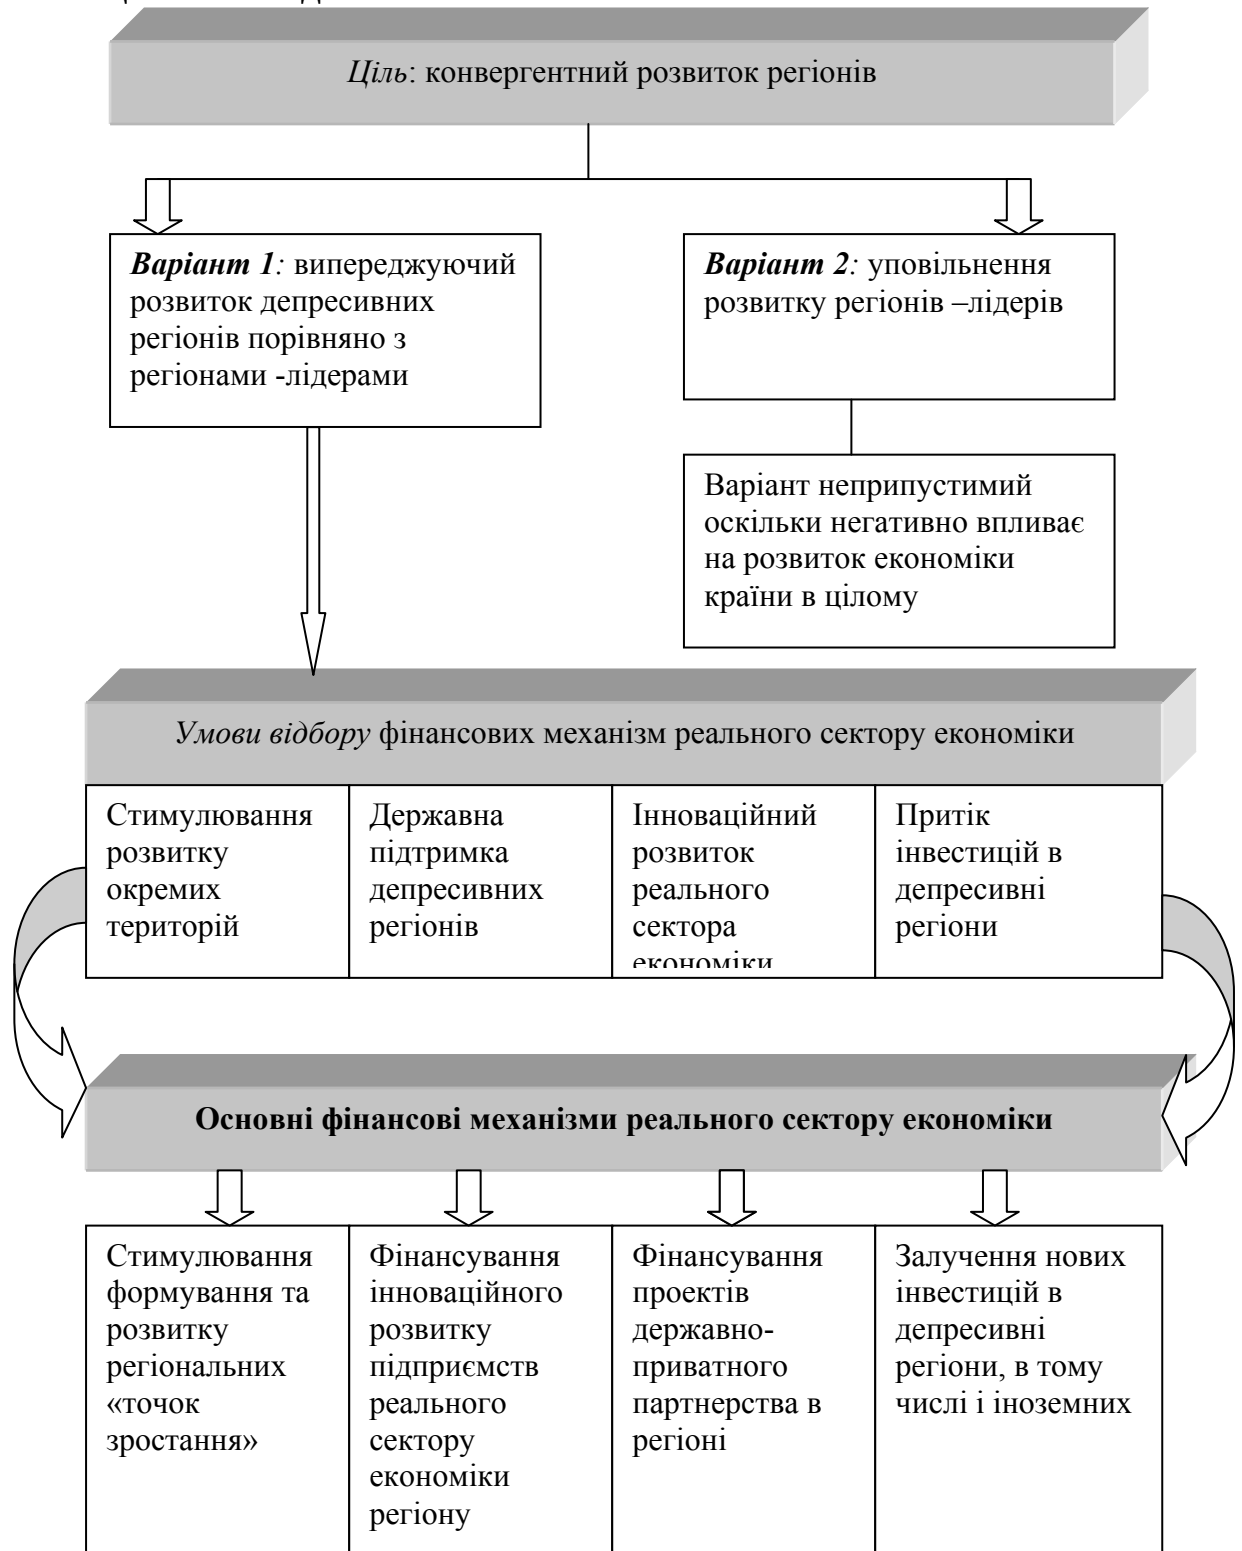 Ціль: конвергентний розвиток регіонів
Варіант 1: випереджуючий
розвиток депресивних
регіонів порівняно з
регіонами -лідерами
Варіант 2: уповільнення
розвитку регіонів –лідерів
Варіант неприпустимий
оскільки негативно впливає
на розвиток економіки
країни в цілому
Умови відбору фінансових механізм реального сектору економіки
Стимулювання
розвитку
окремих
територій
Державна
підтримка
депресивних
регіонів
Інноваційний
розвиток
реального
сектора
економіки
Притік
інвестицій в
депресивні
регіони
Основні фінансові механізми реального сектору економіки
Стимулювання
формування та
розвитку
регіональних
«точок
зростання»
Фінансування
інноваційного
розвитку
підприємств
реального
сектору
економіки
регіону
Фінансування
проектів
державно-
приватного
партнерства в
регіоні
Залучення нових
інвестицій в
депресивні
регіони, в тому
числі і іноземних